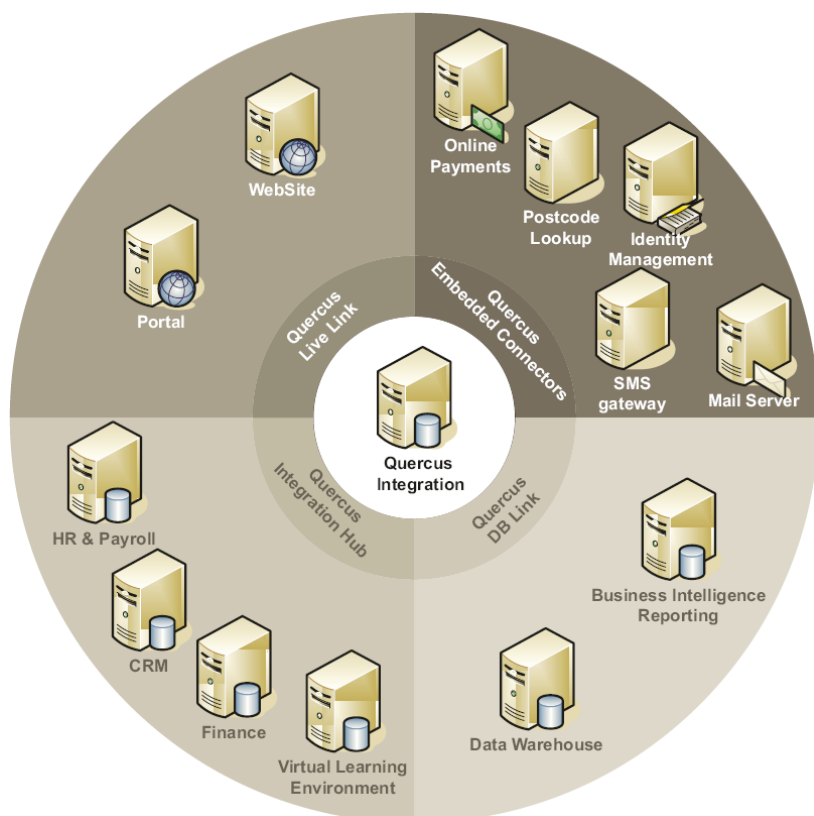 WebSite
Portal
Quercus
Live Link
Online
Payments
Postcode
Lookup
Identity
Management
SMS
gateway
Mail Server
Quercus
Embedded Connectors
Quercus
Integration
HR & Payroll
CRM
Finance
Virtual Learning
Environment
Quercus
Integration Hub
Quercus
DB Link
Business Intelligence
Reporting
Data Warehouse